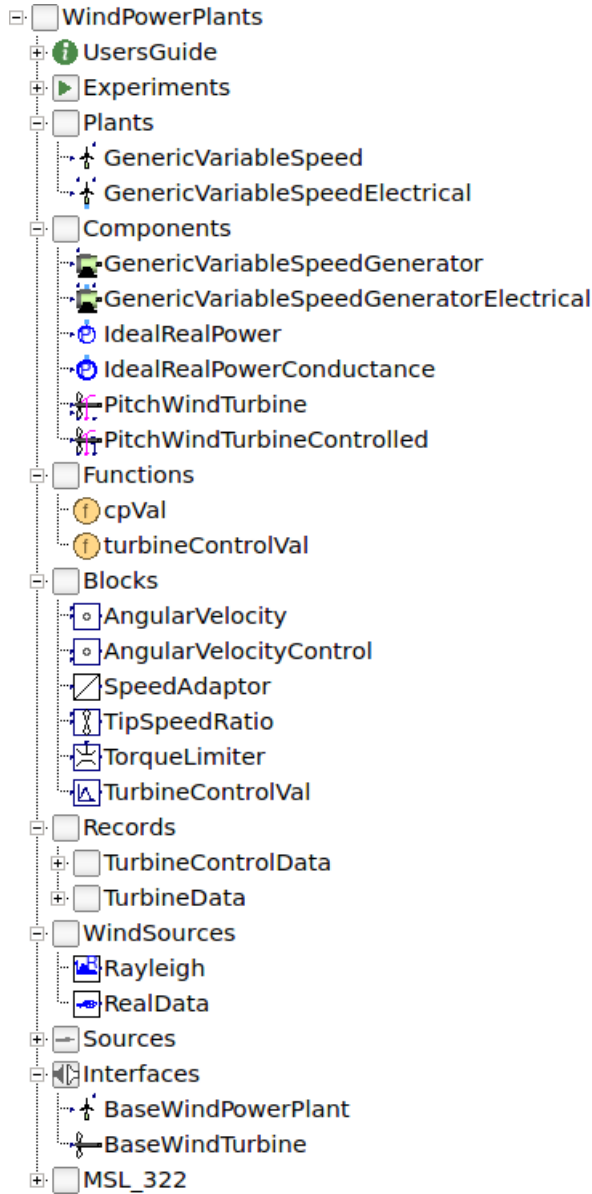 WindPowerPlants
UsersGuide
Experiments
Plants
GenericVariableSpeed
GenericVariableSpeedElectrical
Components
GenericVariableSpeedGenerator
GenericVariableSpeedGeneratorElectrical
IdealRealPower
IdealRealPowerConductance
PitchWindTurbine
PitchWindTurbineControlled
Functions
cpVal
turbineControlVal
Blocks
AngularVelocity
AngularVelocityControl
SpeedAdaptor
TipSpeedRatio
TorqueLimiter
TurbineControlVal
Records
TurbineControlData
TurbineData
WindSources
Rayleigh
RealData
Sources
Interfaces
BaseWindPowerPlant
BaseWindTurbine
MSL_322